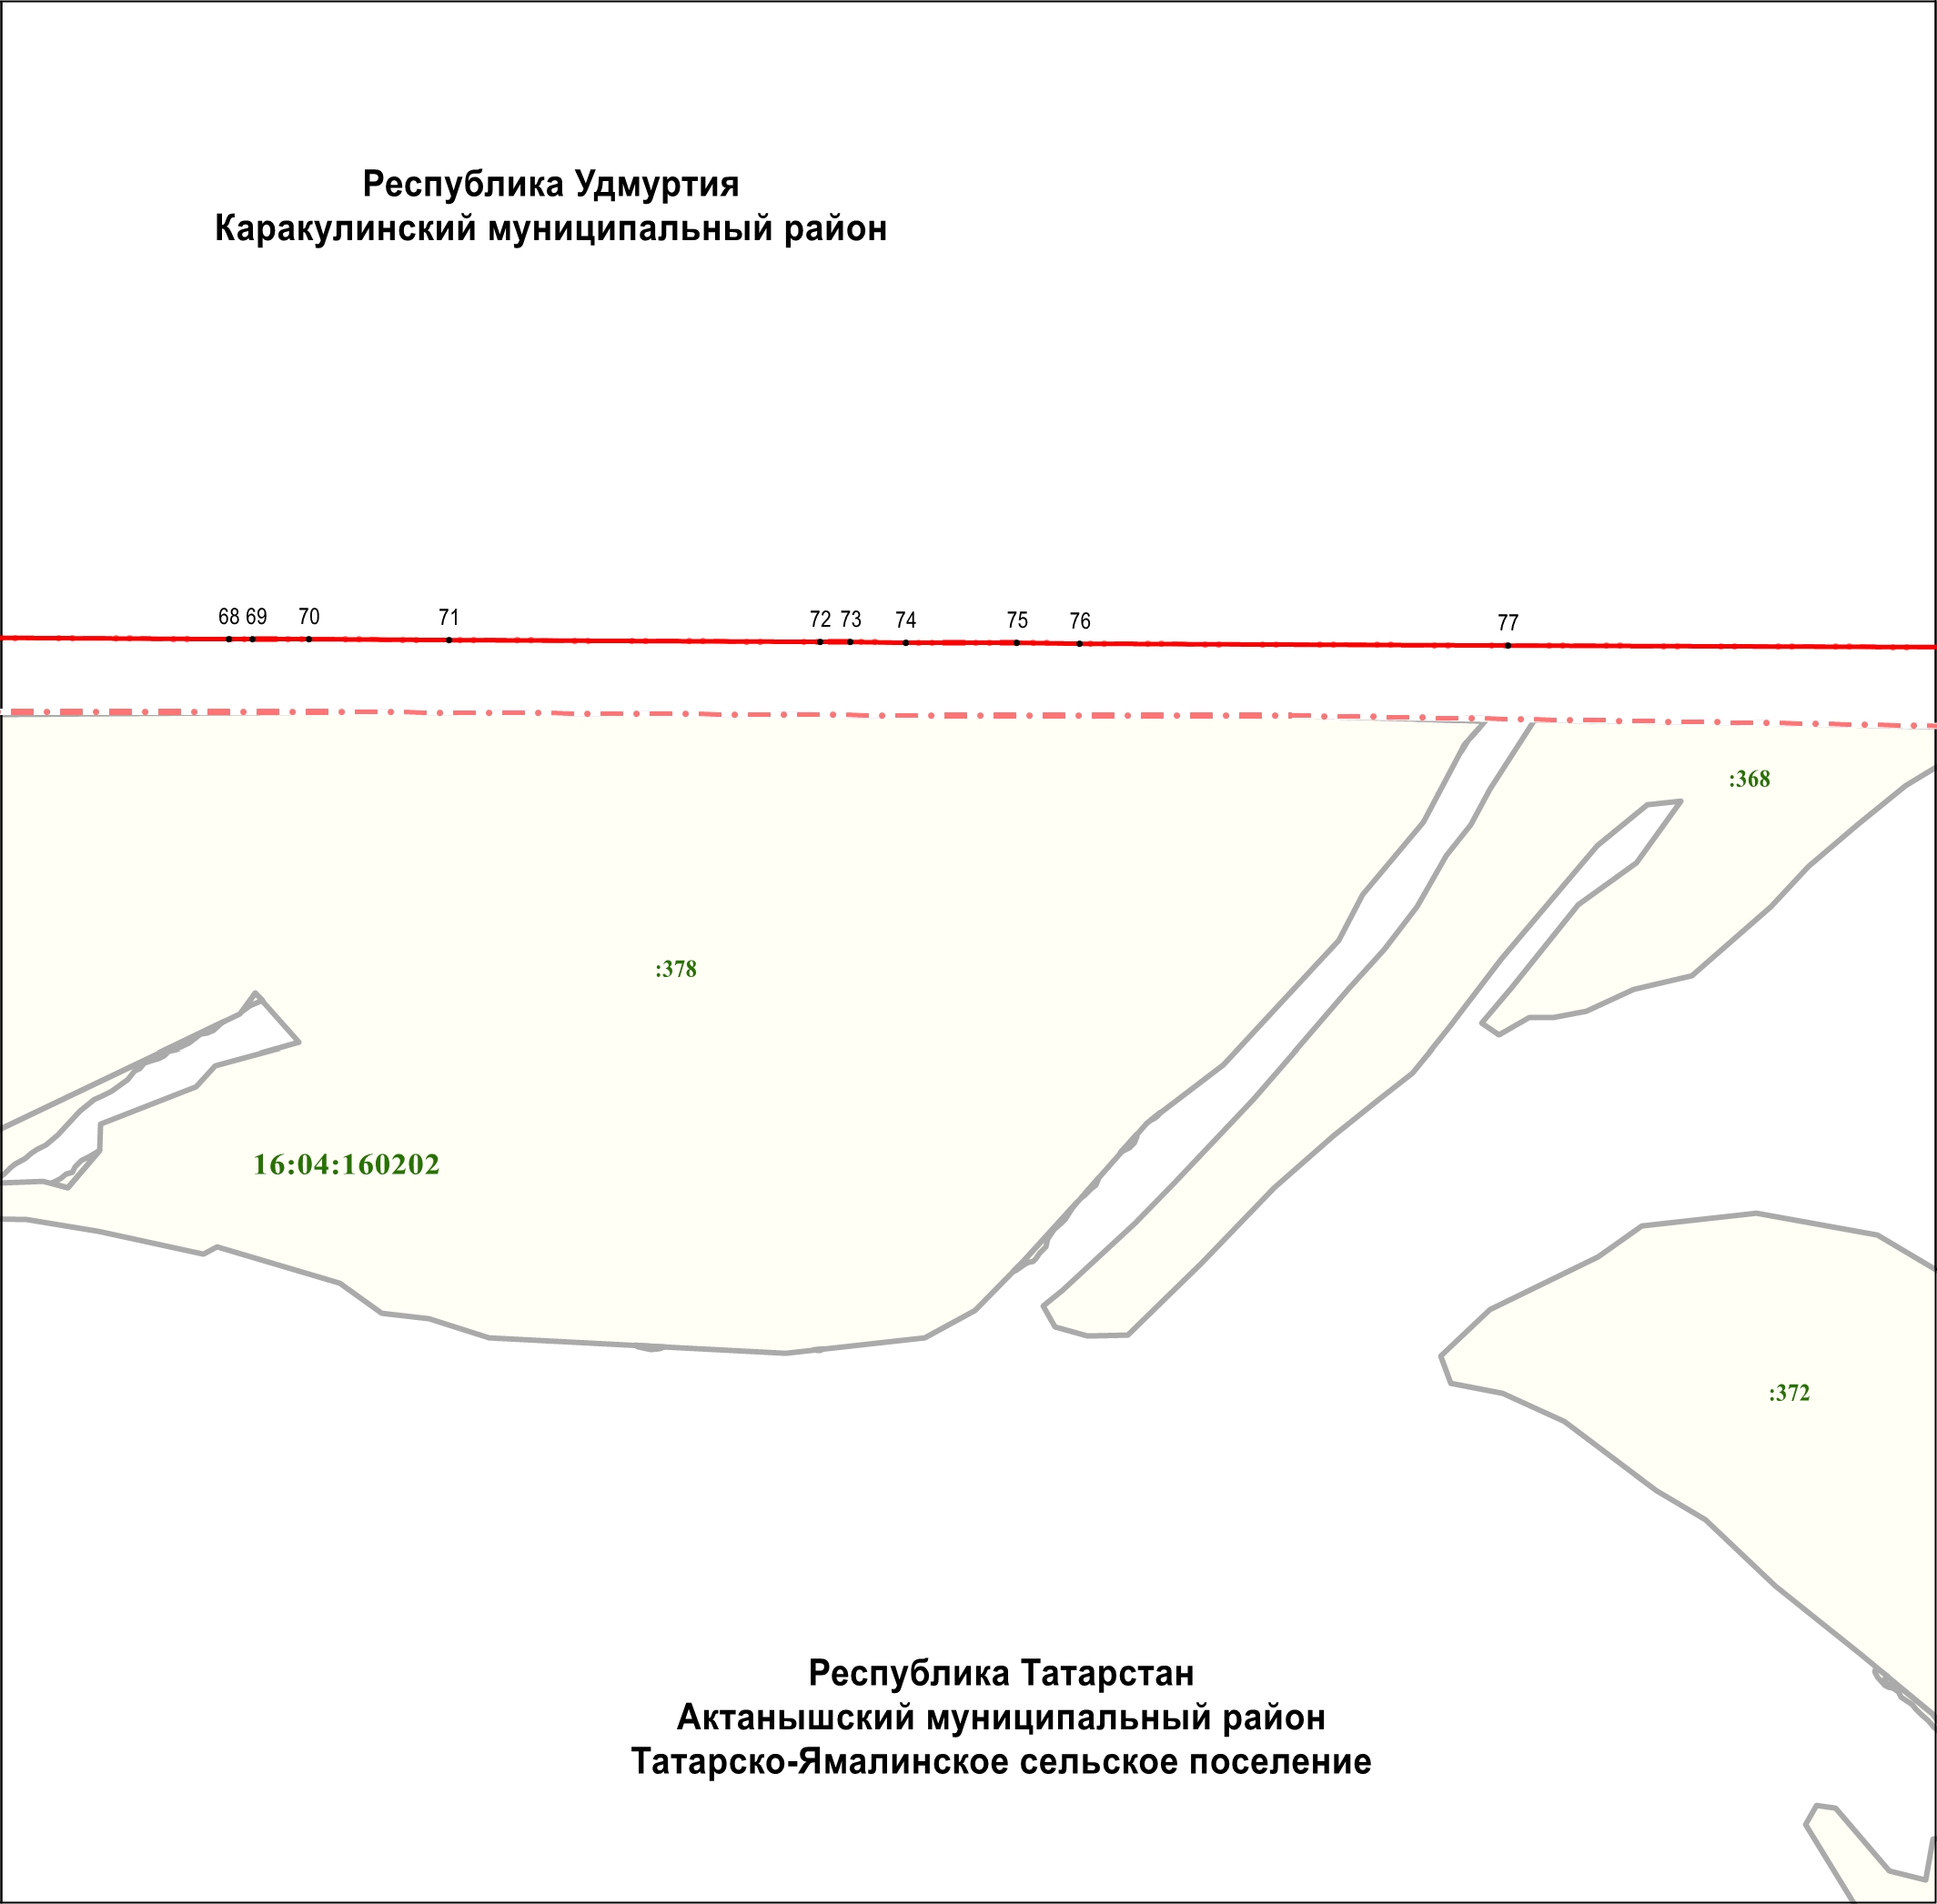 Республика Удмуртия
Каракулинский муниципальный район
68 69 70 71 72 73 74 75 76 77
:368
:378
16:04:160202
:372
Республика Татарстан
Актанышский муниципальный район
Татарско-Ямалинское сельское поселение